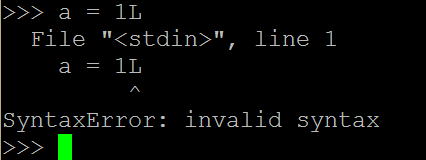 >>> a = 1L
  File "<stdin>", line 1
    a = 1L
         ^
SyntaxError: invalid syntax
>>>